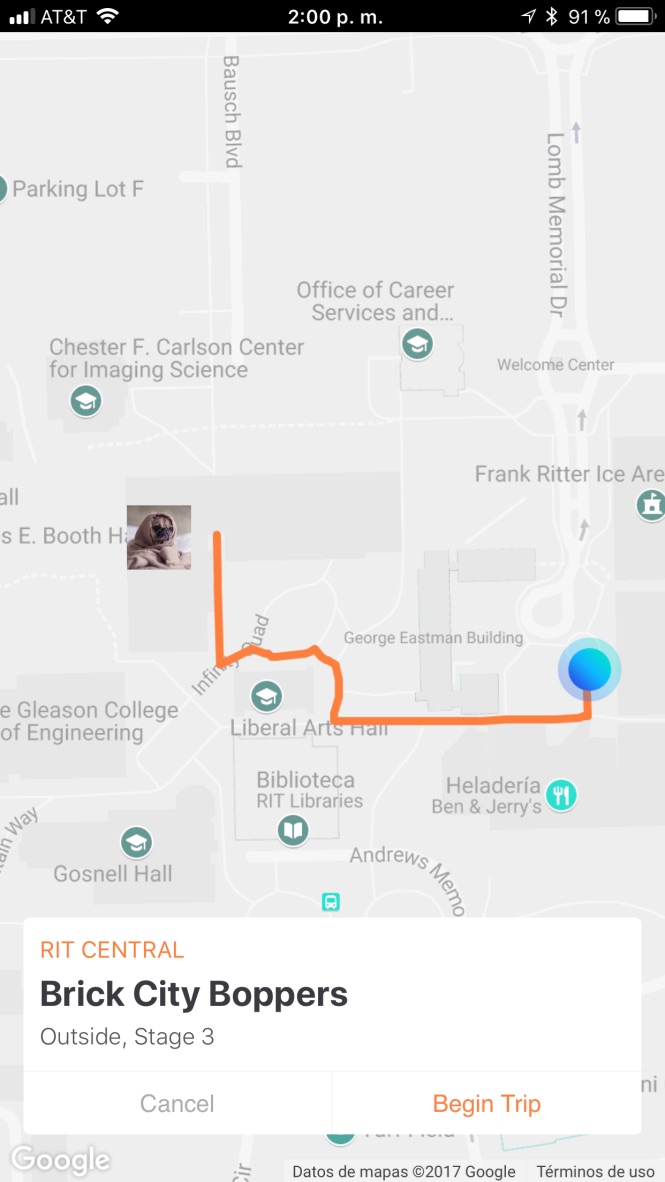 AT&T 2:00 p. m. 91 %
Bausch Blvd
Lomb Memorial Dr
Parking Lot F
Office of Career
Services and...
Chester F. Carlson Center
for Imaging Science
Welcome Center
Frank Ritter Ice Are
all
s E. Booth Ha
Infinity Quad
George Eastman Building
e Gleason College
of Engineering
Liberal Arts Hall
Biblioteca
RIT Libraries
Heladería
Ben & Jerry's
ain Way
Gosnell Hall
Andrews Memo
RIT CENTRAL
Brick City Boppers
Outside, Stage 3
Cancel Begin Trip
ni
Google
cir
Datos de mapas ©2017 Google Términos de uso